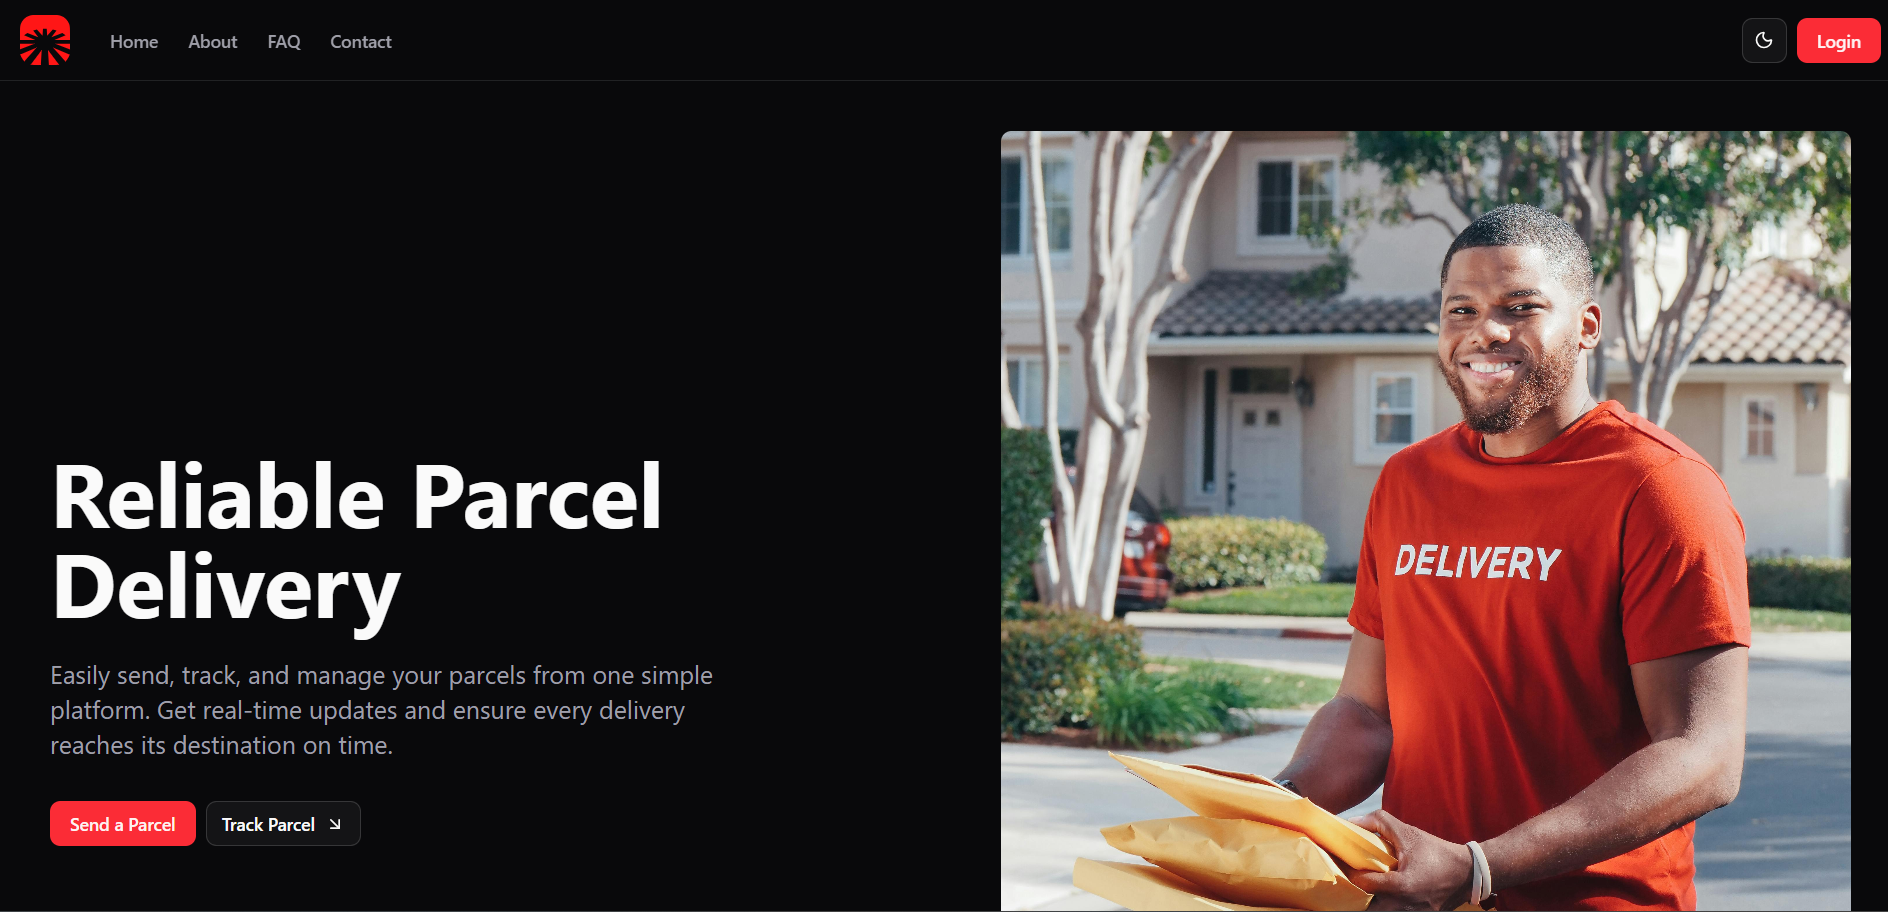 Home
About
FAQ
Contact
Login
Reliable Parcel
Delivery
Easily send, track, and manage your parcels from one simple
platform. Get real-time updates and ensure every delivery
reaches its destination on time.
Send a Parcel
Track Parcel
DELIVERY